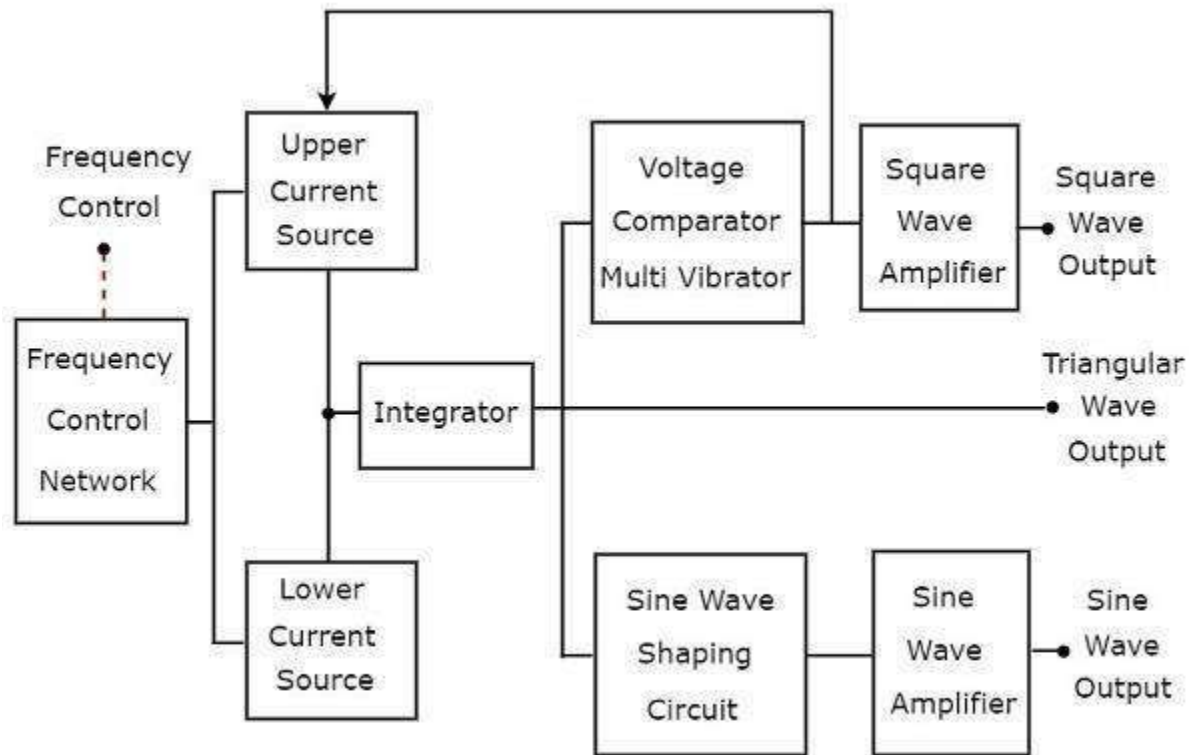 Frequency
Control
Frequency
Control
Network
Upper
Current
Source
Lower
Current
Source
Integrator
Voltage
Comparator
Multi Vibrator
Square
Wave
Amplifier
Square
Wave
Output
Triangular
Wave
Output
Sine Wave
Shaping
Circuit
Sine
Wave
Amplifier
Sine
Wave
Output